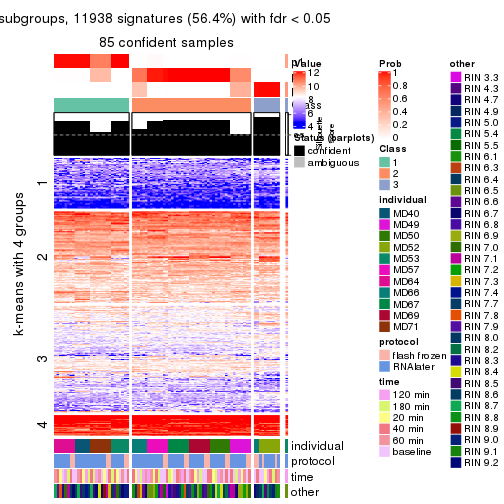 subgroups, 11938 signatures (56.4%) with fdr < 0.05
85 confident samples
k-means with 4 groups
1
2
3
4
individual
protocol
time
other
Value
12
10
8
6
4
Silhouette
score
Status (barplots)
confident
ambiguous
Prob
1
0.8
0.6
0.4
0.2
0
Class
1
2
3
individual
MD40
MD49
MD50
MD52
MD53
MD57
MD64
MD66
MD67
MD69
MD71
protocol
flash frozen
RNAlater
time
120 min
180 min
20 min
40 min
60 min
baseline
other
RIN 3.3
RIN 4.3
RIN 4.7
RIN 4.9
RIN 5.0
RIN 5.4
RIN 5.5
RIN 6.1
RIN 6.3
RIN 6.4
RIN 6.5
RIN 6.6
RIN 6.7
RIN 6.8
RIN 6.9
RIN 7.0
RIN 7.1
RIN 7.2
RIN 7.3
RIN 7.4
RIN 7.6
RIN 7.8
RIN 7.9
RIN 8.0
RIN 8.2
RIN 8.3
RIN 8.4
RIN 8.5
RIN 8.6
RIN 8.7
RIN 8.8
RIN 8.9
RIN 9.0
RIN 9.1
RIN 9.2